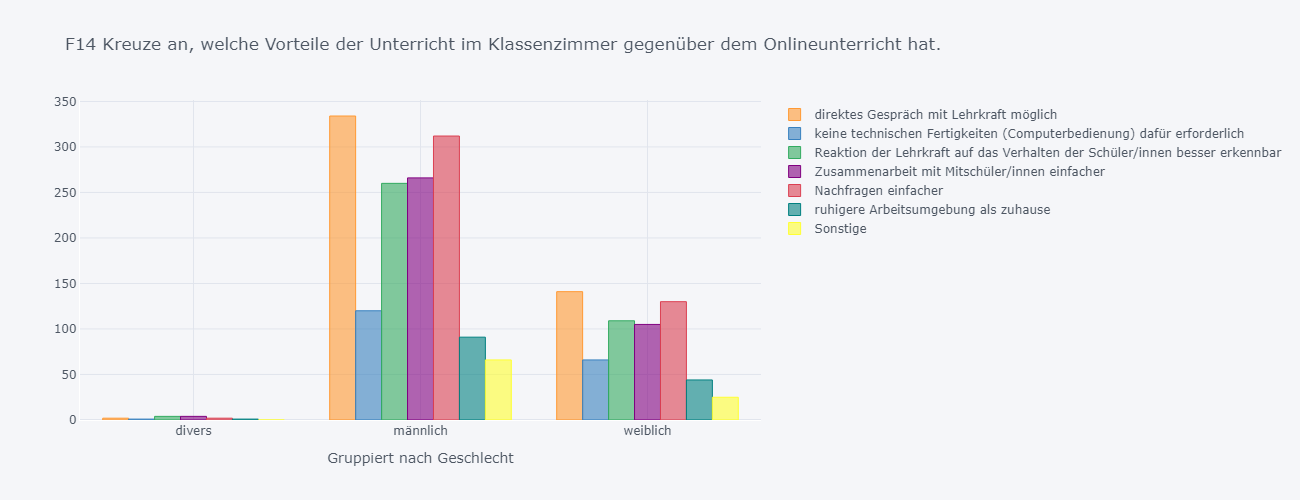 F14 Kreuze an, welche Vorteile der Unterricht im Klassenzimmer gegenüber dem Onlineunterricht hat.
350
300
250
200
150
100
50
0
divers
männlich
weiblich
Gruppiert nach Geschlecht
direktes Gespräch mit Lehrkraft möglich
keine technischen Fertigkeiten (Computerbedienung) dafür erforderlich
Reaktion der Lehrkraft auf das Verhalten der Schüler/innen besser erkennbar
Zusammenarbeit mit Mitschüler/innen einfacher
Nachfragen einfacher
ruhigere Arbeitsumgebung als zuhause
Sonstige